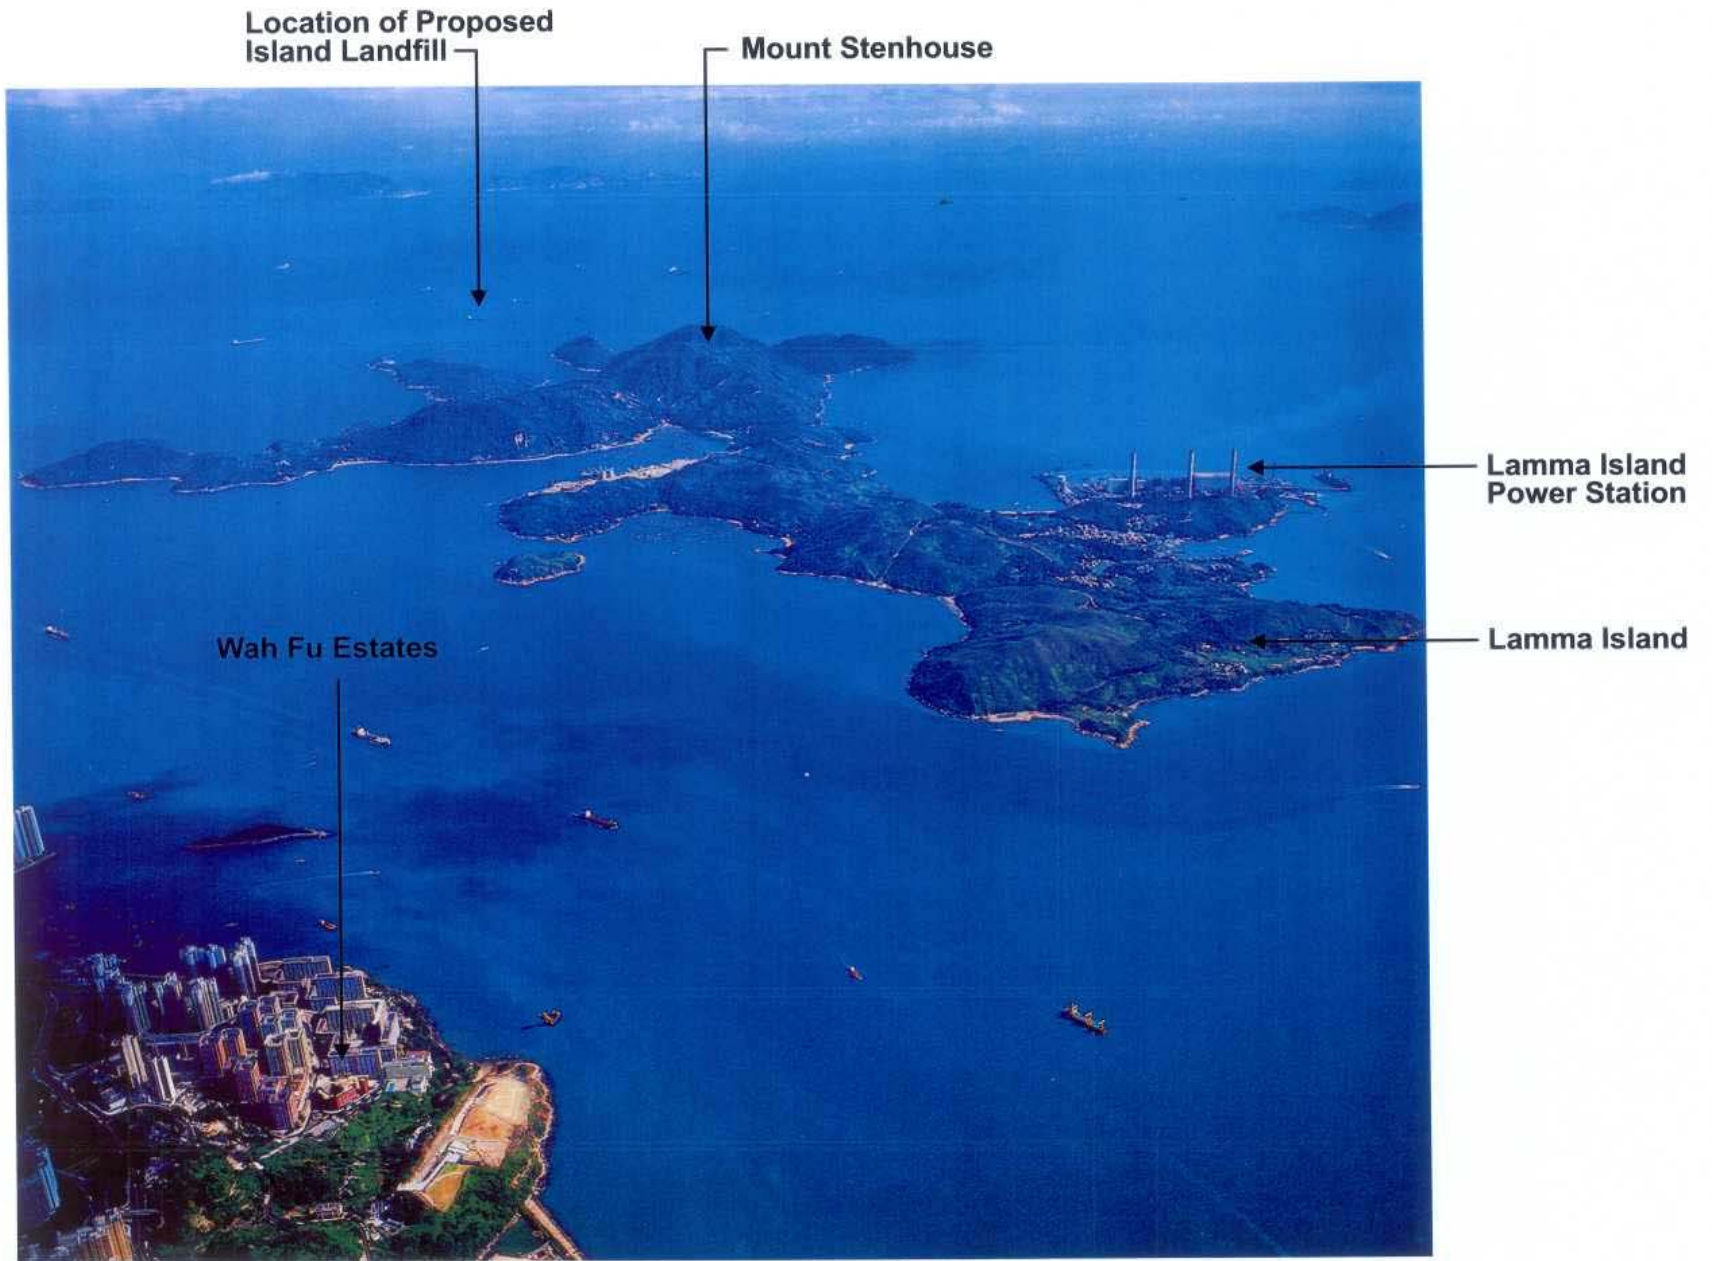 Location of Proposed
Island Landfill
Mount Stenhouse
Lamma Island
Power Station
Wah Fu Estates
Lamma Island